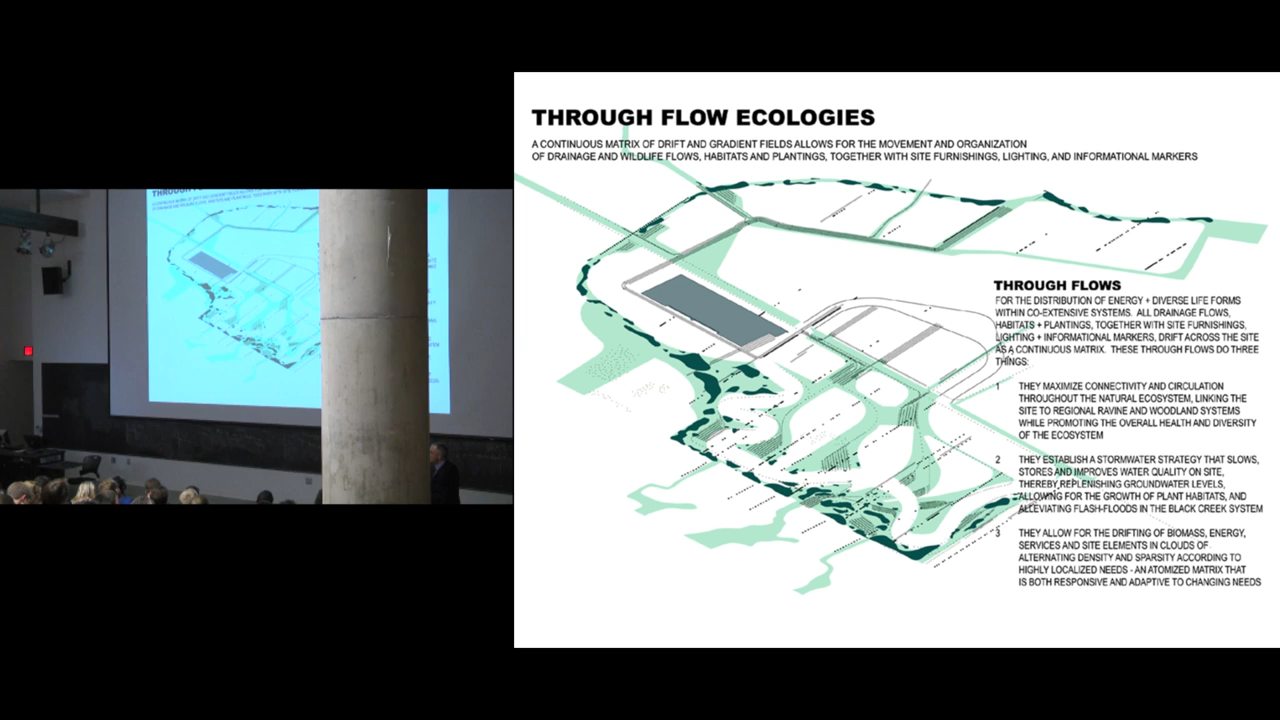 THROUGH FLOW ECOLOGIES
A CONTINUOUS MATRIX OF DRIFT AND GRADIENT FIELDS ALLOWS FOR THE MOVEMENT AND ORGANIZATION
OF DRAINAGE AND WILDLIFE FLOWS, HABITATS AND PLANTINGS, TOGETHER WITH SITE FURNISHINGS, LIGHTING, AND INFORMATIONAL MARKERS
THROUGH FLOWS
FOR THE DISTRIBUTION OF ENERGY + DIVERSE LIFE FORMS
WITHIN CO-EXTENSIVE SYSTEMS. ALL DRAINAGE FLOWS,
HABITATS + PLANTINGS, TOGETHER WITH SITE FURNISHINGS,
LIGHTING + INFORMATIONAL MARKERS, DRIFT ACROSS THE SITE
AS A CONTINUOUS MATRIX. THESE THROUGH FLOWS DO THREE
THINGS:
1 THEY MAXIMIZE CONNECTIVITY AND CIRCULATION
THROUGHOUT THE NATURAL ECOSYSTEM, LINKING THE
SITE TO REGIONAL RAVINE AND WOODLAND SYSTEMS
WHILE PROMOTING THE OVERALL HEALTH AND DIVERSITY
OF THE ECOSYSTEM
2 THEY ESTABLISH A STORMWATER STRATEGY THAT SLOWS,
STORES AND IMPROVES WATER QUALITY ON SITE,
THEREBY REPLENISHING GROUNDWATER LEVELS,
ALLOWING FOR THE GROWTH OF PLANT HABITATS, AND
ALLEVIATING FLASH-FLOODS IN THE BLACK CREEK SYSTEM
3 THEY ALLOW FOR THE DRIFTING OF BIOMASS, ENERGY,
SERVICES AND SITE ELEMENTS IN CLOUDS OF
ALTERNATING DENSITY AND SPARSITY ACCORDING TO
HIGHLY LOCALIZED NEEDS - AN ATOMIZED MATRIX THAT
IS BOTH RESPONSIVE AND ADAPTIVE TO CHANGING NEEDS